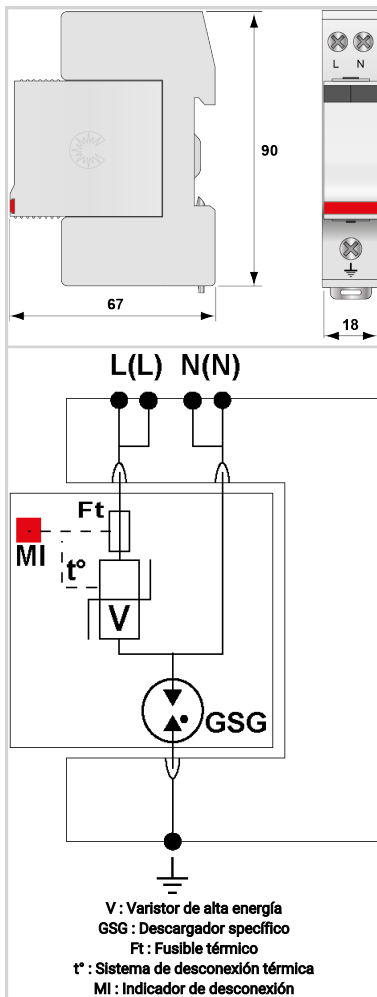 L N
90
67
18
L(L) N(N)
Ft
MI
t°
V
GSG
V : Varistor de alta energía
GSG : Descargador specífico
Ft : Fusible térmico
t° : Sistema de desconexión térmica
MI : Indicador de desconexión